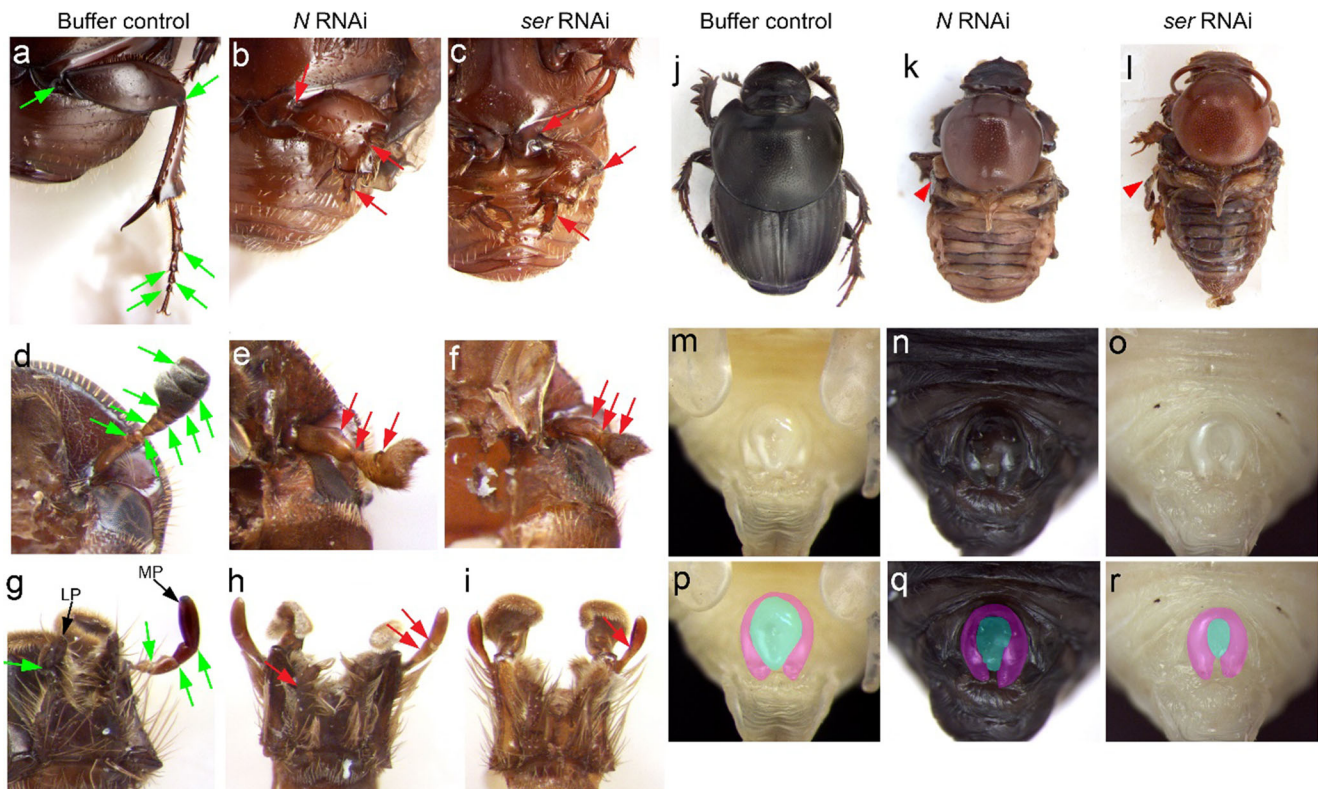 Buffer control N RNAi ser RNAi Buffer control N RNAi ser RNAi
a b c j k l
d e f m n o
MP
LP
g h i p q r